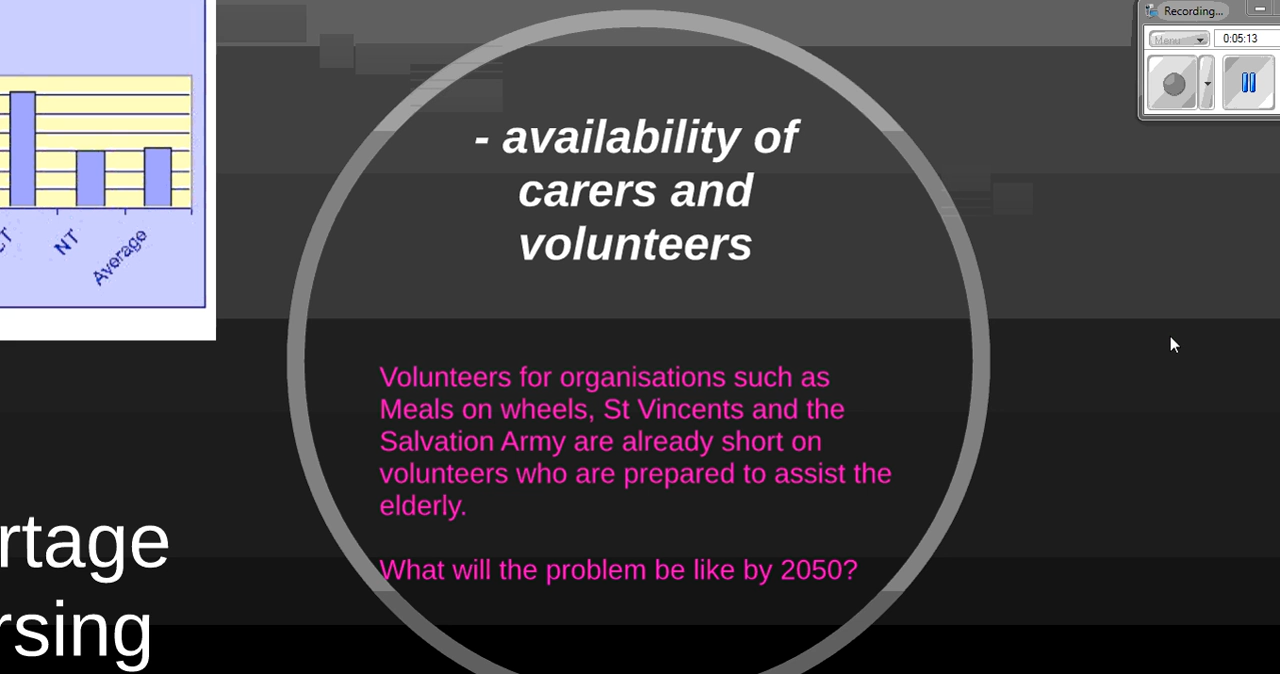 Recording...
Menu
0:05:13
- availability of
carers and
volunteers
NT
Average
Volunteers for organisations such as
Meals on wheels, St Vincents and the
Salvation Army are already short on
volunteers who are prepared to assist the
elderly.
What will the problem be like by 2050?